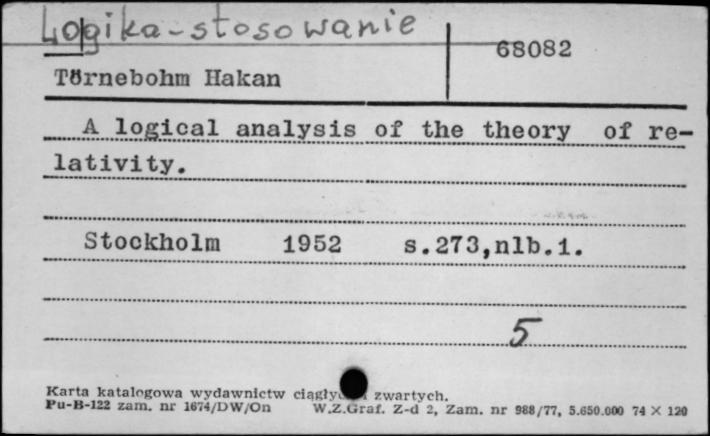 Logika-stosowanie
68082
Törnebohm Hakan
A logical analysis of the theory of re-
lativity.
Stockholm 1952 s.273,nlb.1.
5
Karta katalogowa wydawnictw zwartych.
Pu-B-122 zam. nr 1674/DW/On W.Z.Graf. Z-d 2, Zam. nr 988/77, 5.650.000 74 X 120